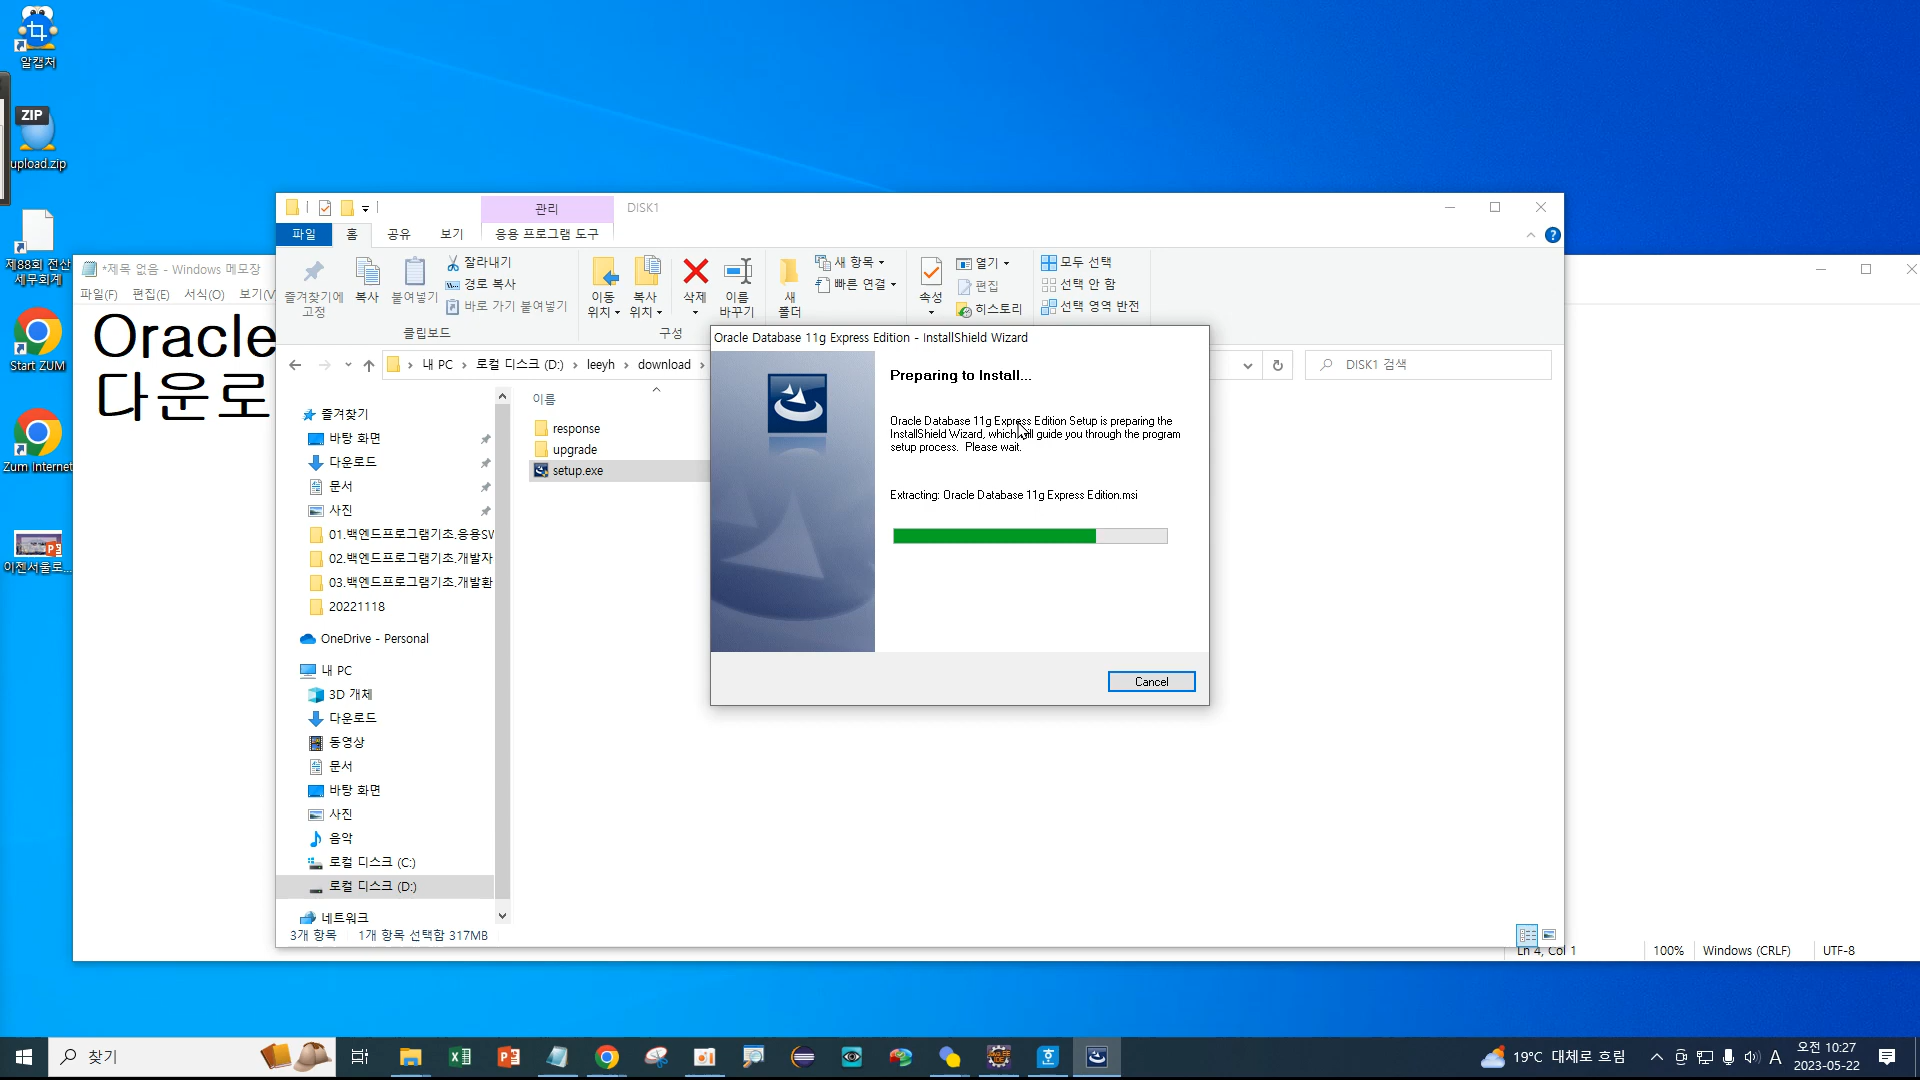 알캡처
ZIP
upload.zip
제88회 전산
세무회계
Start ZUM
Zum Internet
이젠서울로...
*제목 없음 - Windows 메모장
파일(F) 편집(E) 서식(O)
Oracle
다운로
관리
DISK1
파일 홈 공유 보기 응용 프로그램 도구
즐겨찾기에
고정
복사
붙여넣기
잘라내기
경로 복사
바로 가기 붙여넣기
클립보드
이동
위치
복사
위치
삭제
이름
바꾸기
구성
새
폴더
새 항목
빠른 연결
속성
열기
편집
히스토리
모두 선택
선택 안 함
선택 영역 반전
내 PC › 로컬 디스크 (D:) › leeyh › download ›
DISK1 검색
즐겨찾기
바탕 화면
다운로드
문서
사진
01.백엔드프로그램기초.응용SW
02.백엔드프로그램기초.개발자
03.백엔드프로그램기초.개발환
20221118
OneDrive - Personal
내 PC
3D 개체
다운로드
동영상
문서
바탕 화면
사진
음악
로컬 디스크 (C:)
로컬 디스크 (D:)
네트워크
이름
response
upgrade
setup.exe
3개 항목 1개 항목 선택함 317MB
Oracle Database 11g Express Edition - InstallShield Wizard
Preparing to Install...
Oracle Database 11g Express Edition Setup is preparing the
InstallShield Wizard, which will guide you through the program
setup process. Please wait.
Extracting: Oracle Database 11g Express Edition.msi
Cancel
Ln 4, Col 1 100% Windows (CRLF) UTF-8
찾기
19°C 대체로 흐림
A
오전 10:27
2023-05-22